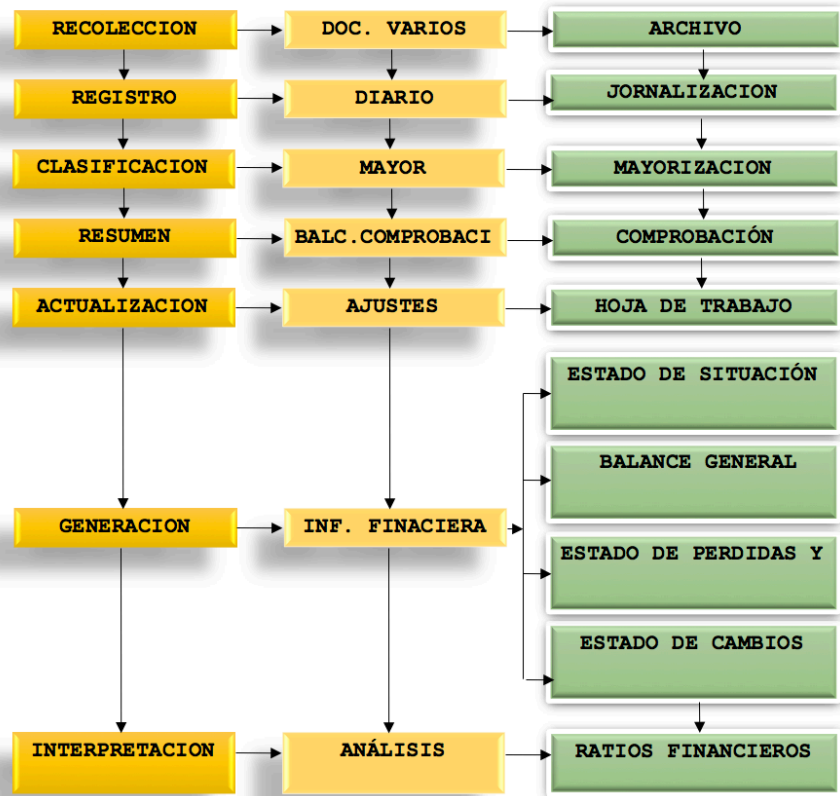 RECOLECCION
DOC. VARIOS
ARCHIVO
REGISTRO
DIARIO
JORNALIZACION
CLASIFICACION
MAYOR
MAYORIZACION
RESUMEN
BALC.COMPROBACI
COMPROBACIÓN
ACTUALIZACION
AJUSTES
HOJA DE TRABAJO
ESTADO DE SITUACIÓN
BALANCE GENERAL
GENERACION
INF. FINACIERA
ESTADO DE PERDIDAS Y
ESTADO DE CAMBIOS
INTERPRETACION
ANÁLISIS
RATIOS FINANCIEROS